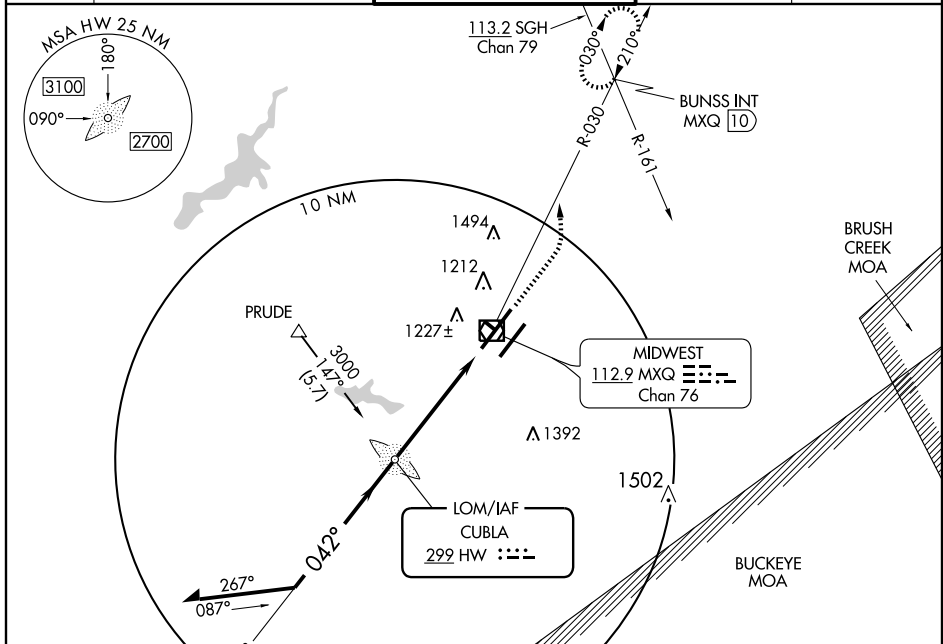 MSA HW 25 NM
180°
3100
090°
2700
113.2 SGH
Chan 79
030°
210°
BUNSS INT
MXQ 10
R-030
R-161
10 NM
1494
1212
1227±
BRUSH
CREEK
MOA
PRUDE
3000
147°
(5.7)
MIDWEST
112.9 MXQ
Chan 76
1392
1502
LOM/IAF
CUBLA
299 HW
042°
267°
087°
BUCKEYE
MOA